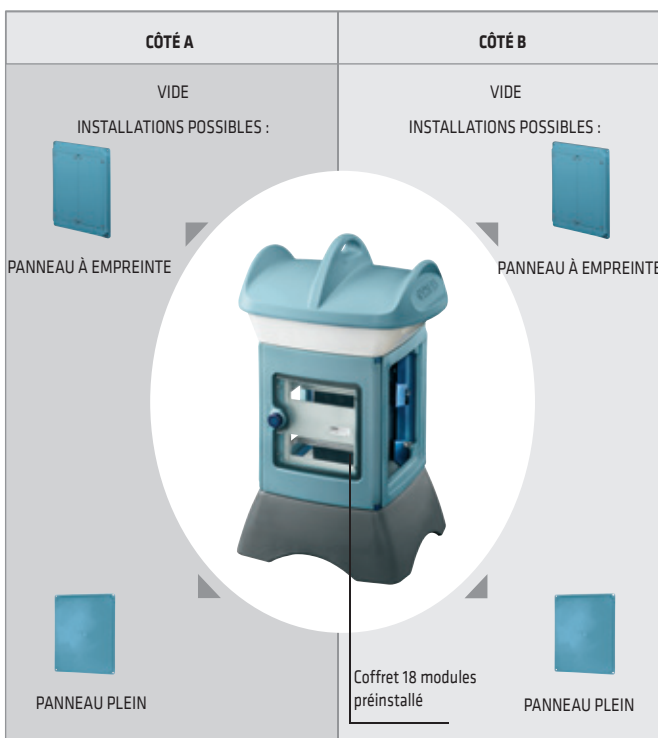 CÔTÉ A
CÔTÉ B
VIDE
INSTALLATIONS POSSIBLES :
VIDE
INSTALLATIONS POSSIBLES :
PANNEAU À EMPREINTE
PANNEAU À EMPREINTE
PANNEAU PLEIN
Coffret 18 modules
préinstallé
PANNEAU PLEIN